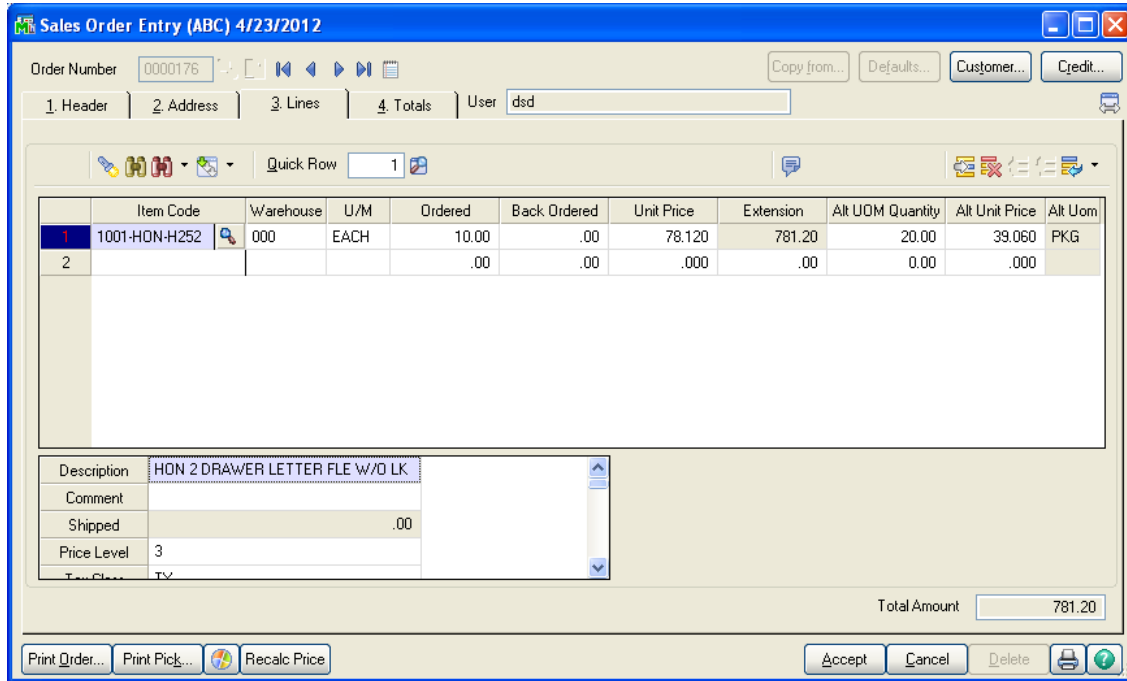 Sales Order Entry (ABC) 4/23/2012
Order Number 0000176 Copy from... Defaults... Customer... Credit...
1. Header 2. Address 3. Lines 4. Totals User dsd
Quick Row 1
Item Code Warehouse U/M Ordered Back Ordered Unit Price Extension Alt UOM Quantity Alt Unit Price Alt Uom
1 1001-HON-H252 000 EACH 10.00 .00 78.120 781.20 20.00 39.060 PKG
2 .00 .00 .000 .00 0.00 .000
Description HON 2 DRAWER LETTER FLE W/O LK
Comment
Shipped .00
Price Level 3
Tax Class TX
Total Amount 781.20
Print Order... Print Pick... Recalc Price Accept Cancel Delete